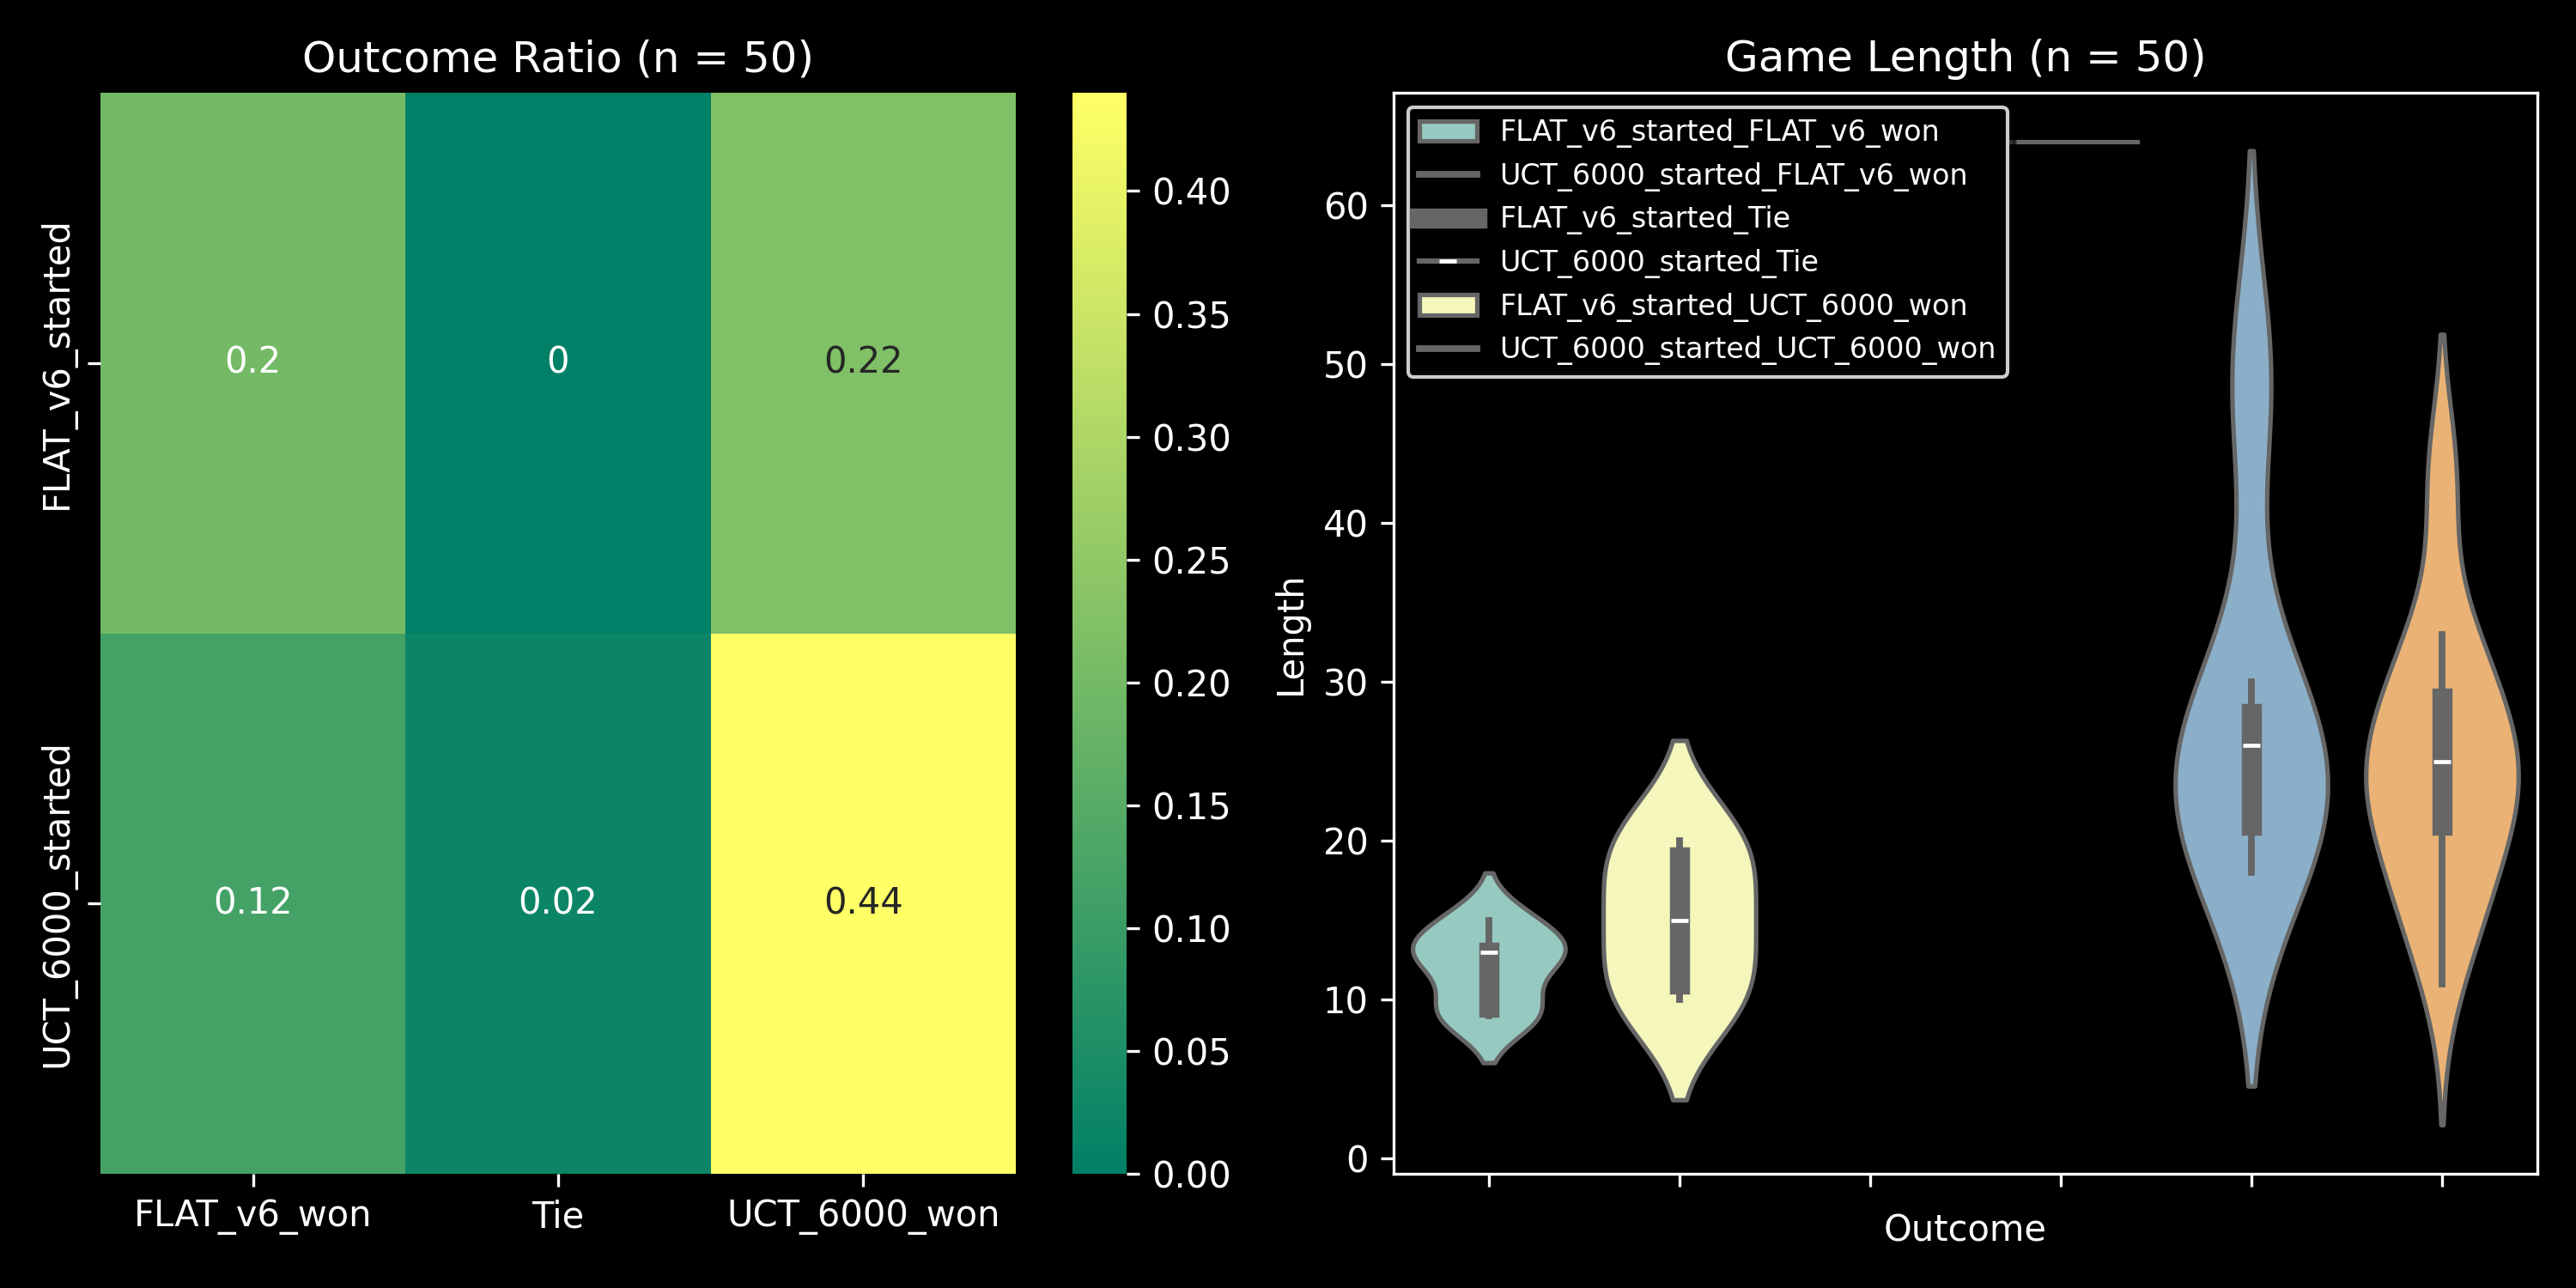 Outcome Ratio (n = 50)
FLAT_v6_started
UCT_6000_started
0.2
0
0.22
0.12
0.02
0.44
FLAT_v6_won
Tie
UCT_6000_won
0.40
0.35
0.30
0.25
0.20
0.15
0.10
0.05
0.00
Game Length (n = 50)
FLAT_v6_started_FLAT_v6_won
UCT_6000_started_FLAT_v6_won
FLAT_v6_started_Tie
UCT_6000_started_Tie
FLAT_v6_started_UCT_6000_won
UCT_6000_started_UCT_6000_won
Length
60
50
40
30
20
10
0
Outcome